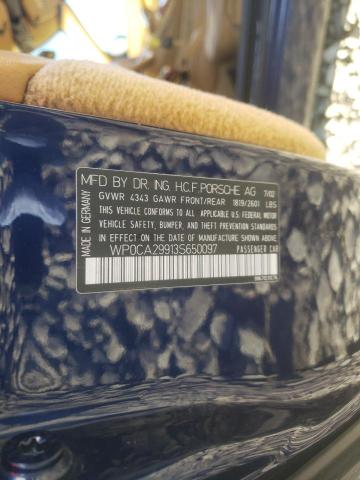 MFD BY DR. ING. H.C.F. PORSCHE AG 7/02
GVWR 4343 GAWR FRONT/REAR 1819/2601 LBS
THIS VEHICLE CONFORMS TO ALL APPLICABLE FEDERAL MOTOR
VEHICLE SAFETY, BUMPER, AND THEFT PREVENTION STANDARDS
IN EFFECT ON THE DATE OF MANUFACTURE SHOWN ABOVE.
WP0CA29913S650097 PASSENGER CAR
MADE IN GERMANY